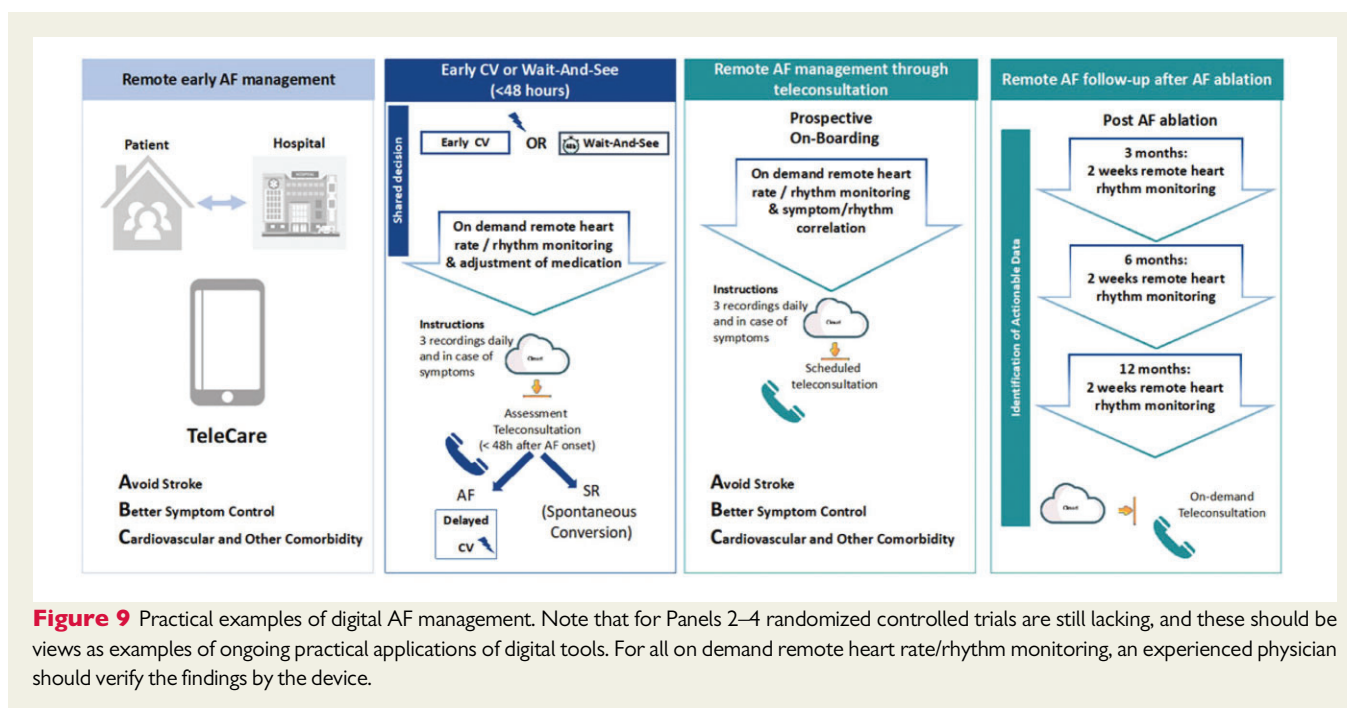 Remote early AF management
Patient
Hospital
HOSPITAL
TeleCare
Avoid Stroke
Better Symptom Control
Cardiovascular and Other Comorbidity
Early CV or Wait-And-See
(<48 hours)
Shared decision
Early CV
OR
Wait-And-See
On demand remote heart
rate / rhythm monitoring
& adjustment of medication
Instructions
3 recordings daily
and in case of
symptoms
Cloud
Assessment
Teleconsultation
(< 48h after AF onset)
AF
Delayed
CV
SR
(Spontaneous
Conversion)
Remote AF management through
teleconsultation
Prospective
On-Boarding
On demand remote heart
rate / rhythm monitoring
& symptom/rhythm
correlation
Instructions
3 recordings daily
and in case of
symptoms
Cloud
Scheduled
teleconsultation
Avoid Stroke
Better Symptom Control
Cardiovascular and Other Comorbidity
Remote AF follow-up after AF ablation
Identification of Actionable Data
Post AF ablation
3 months:
2 weeks remote heart
rhythm monitoring
6 months:
2 weeks remote heart
rhythm monitoring
12 months:
2 weeks remote heart
rhythm monitoring
Cloud
On-demand
Teleconsultation
Figure 9 Practical examples of digital AF management. Note that for Panels 2–4 randomized controlled trials are still lacking, and these should be
views as examples of ongoing practical applications of digital tools. For all on demand remote heart rate/rhythm monitoring, an experienced physician
should verify the findings by the device.